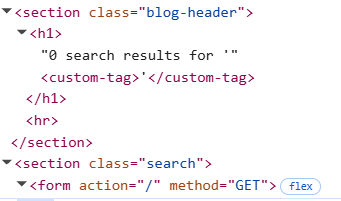 ▼<section class="blog-header">
▼<h1>
"0 search results for '"
<custom-tag>'</custom-tag>
</h1>
<hr>
</section>
▼<section class="search">
▼<form action="/" method="GET"> flex